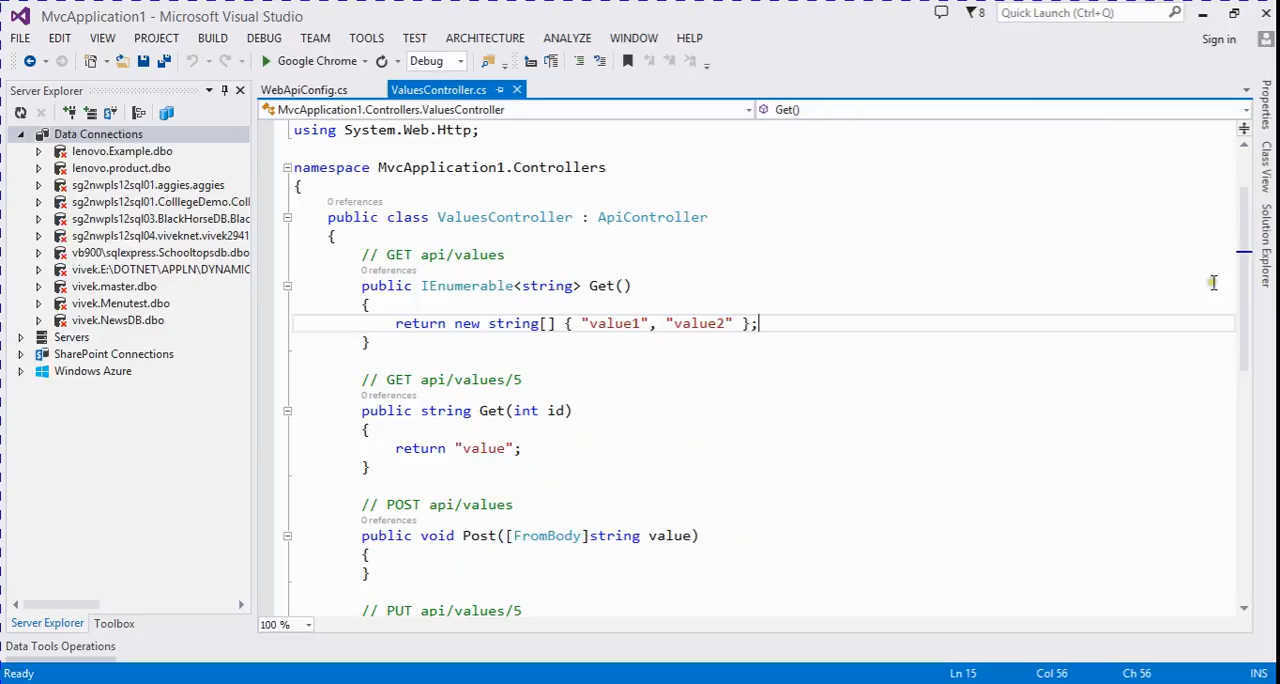 MvcApplication1 - Microsoft Visual Studio
8
Quick Launch (Ctrl+Q)
FILE EDIT VIEW PROJECT BUILD DEBUG TEAM TOOLS TEST ARCHITECTURE ANALYZE WINDOW HELP
Sign in
Google Chrome
Debug
Server Explorer
Data Connections
lenovo.Example.dbo
lenovo.product.dbo
sg2nwpls12sql01.aggies.aggies
sg2nwpls12sql01.ColllegeDemo.Coll
sg2nwpls12sql03.BlackHorseDB.Blac
sg2nwpls12sql04.viveknet.vivek2941
vb900\sqlexpress.Schooltopsdb.dbo
vivek.E:\DOTNET\APPLN\DYNAMIC
vivek.master.dbo
vivek.Menutest.dbo
vivek.NewsDB.dbo
Servers
SharePoint Connections
Windows Azure
Server Explorer
Toolbox
Data Tools Operations
WebApiConfig.cs
ValuesController.cs
MvcApplication1.Controllers.ValuesController
Get()
using System.Web.Http;
namespace MvcApplication1.Controllers
{
0 references
public class ValuesController : ApiController
{
// GET api/values
0 references
public IEnumerable<string> Get()
{
return new string[] { "value1", "value2" };
}
// GET api/values/5
0 references
public string Get(int id)
{
return "value";
}
// POST api/values
0 references
public void Post([FromBody]string value)
{
}
// PUT api/values/5
100 %
Properties
Class View
Solution Explorer
Ready
Ln 15
Col 56
Ch 56
INS